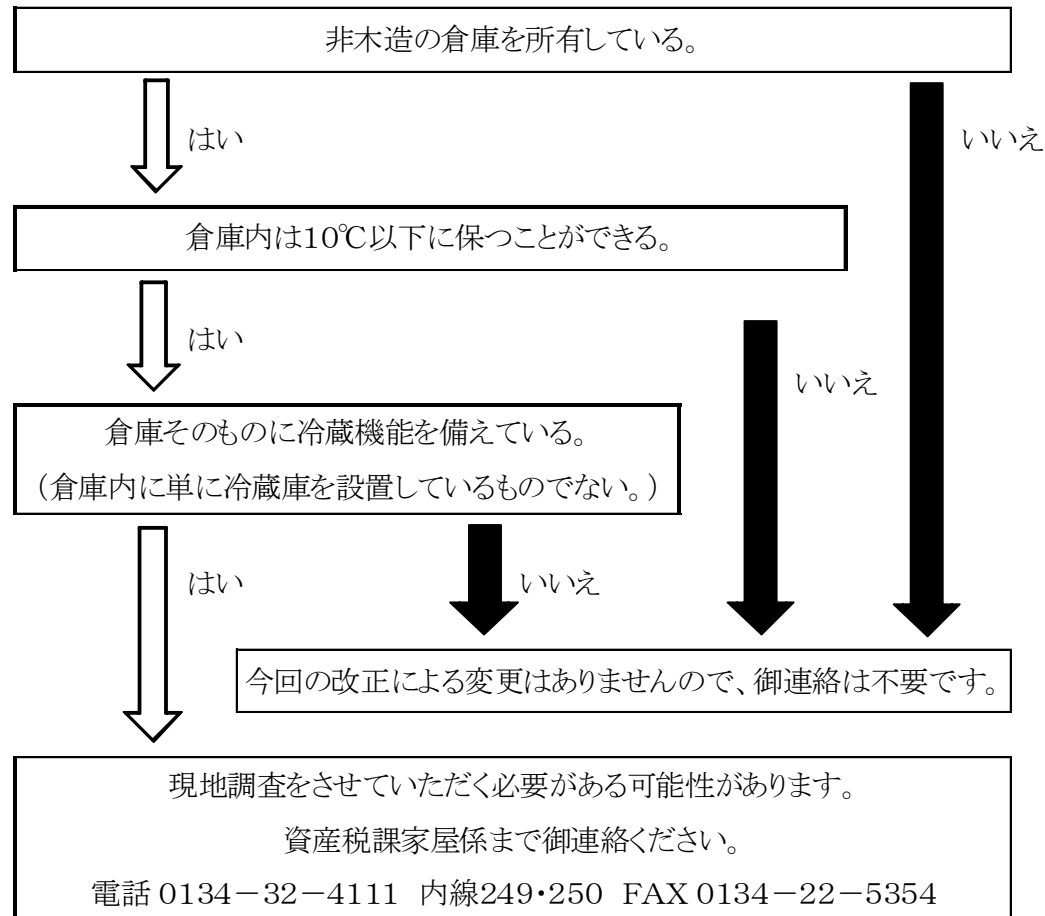 非木造の倉庫を所有している。
はい
いいえ
倉庫内は10℃以下に保つことができる。
はい
いいえ
倉庫そのものに冷蔵機能を備えている。
（倉庫内に単に冷蔵庫を設置しているものでない。）
はい
いいえ
今回の改正による変更はありませんので、御連絡は不要です。
現地調査をさせていただく必要がある可能性があります。
資産税課家屋係まで御連絡ください。
電話 0134－32－4111 内線249・250 FAX 0134－22－5354